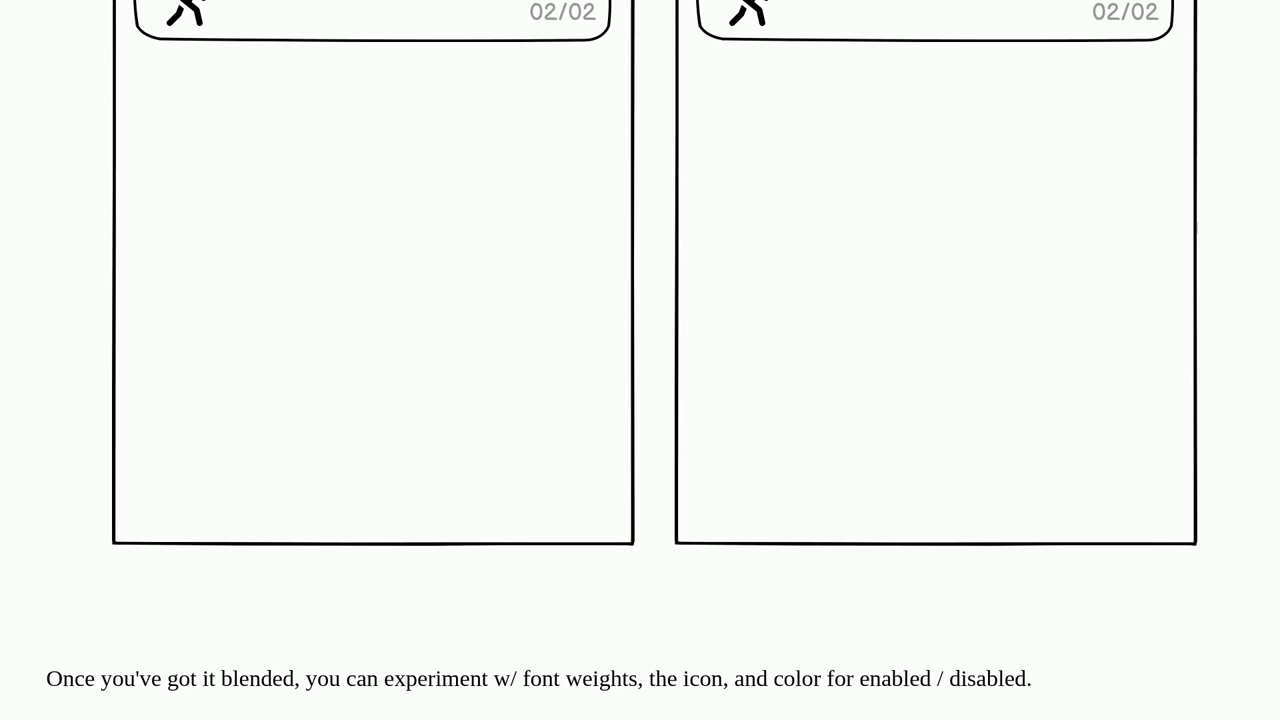 02/02
02/02
Once you've got it blended, you can experiment w/ font weights, the icon, and color for enabled / disabled.